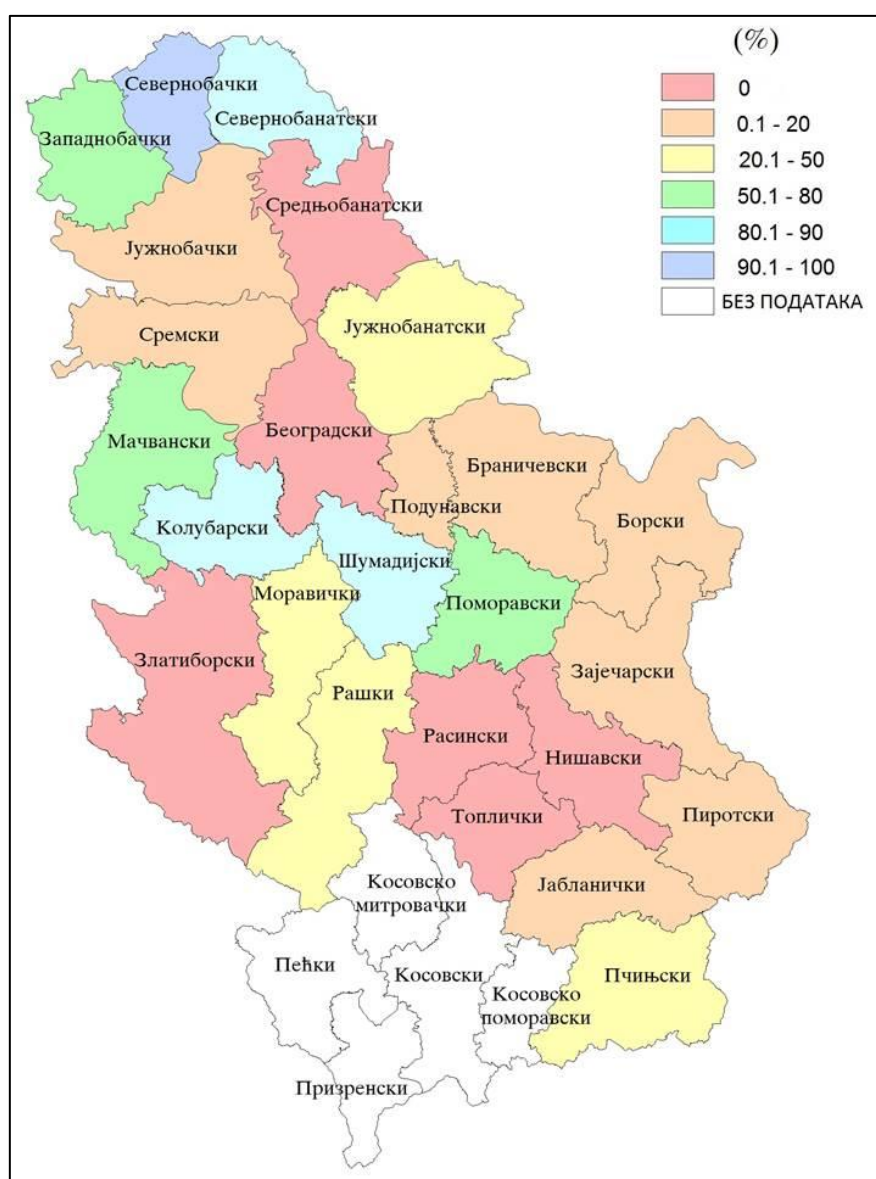 (%)
0
0.1 - 20
20.1 - 50
50.1 - 80
80.1 - 90
90.1 - 100
БЕЗ ПОДАТАКА
Севернобачки
Севернобанатски
Западнобачки
Средњобанатски
Јужнобачки
Јужнобанатски
Сремски
Београдски
Мачвански
Браничевски
Подунавски
Борски
Колубарски
Шумадијски
Моравички
Поморавски
Златиборски
Зајечарски
Рашки
Расински
Нишавски
Топлички
Пиротски
Јабланички
Косовско
митровачки
Пећки
Косовски
Косовско
поморавски
Пчињски
Призренски